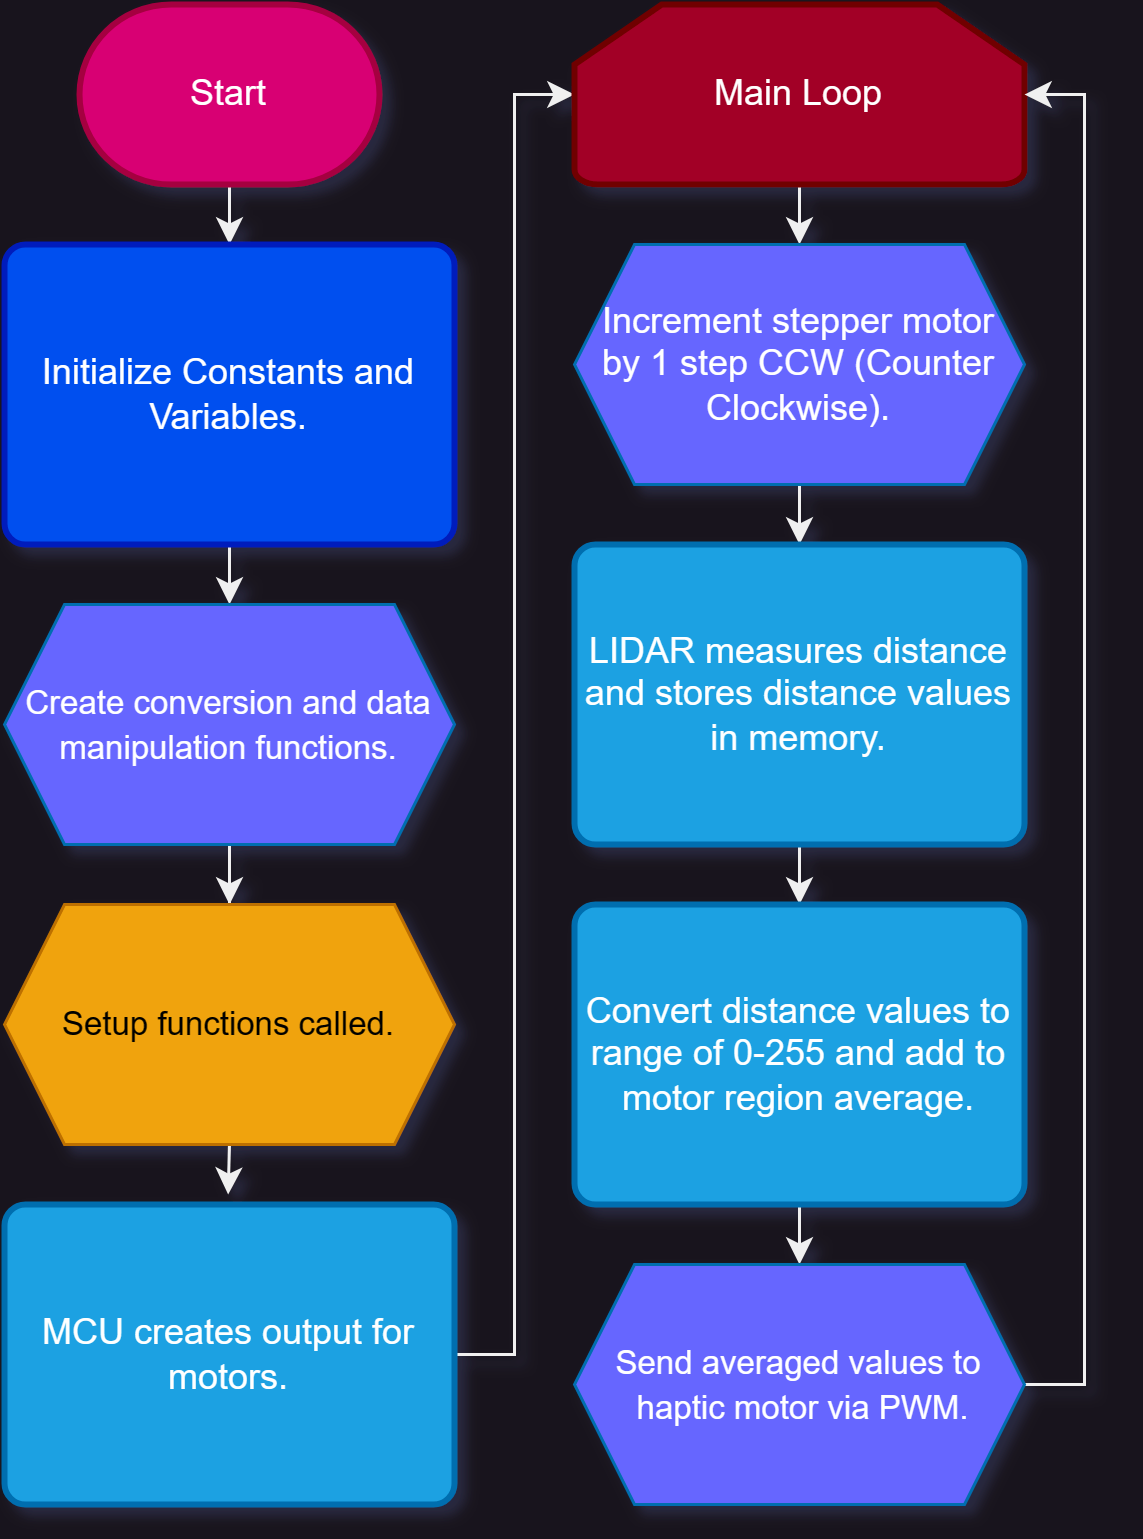 Start
Initialize Constants and
Variables.
Create conversion and data
manipulation functions.
Setup functions called.
MCU creates output for
motors.
Main Loop
Increment stepper motor
by 1 step CCW (Counter
Clockwise).
LIDAR measures distance
and stores distance values
in memory.
Convert distance values to
range of 0-255 and add to
motor region average.
Send averaged values to
haptic motor via PWM.